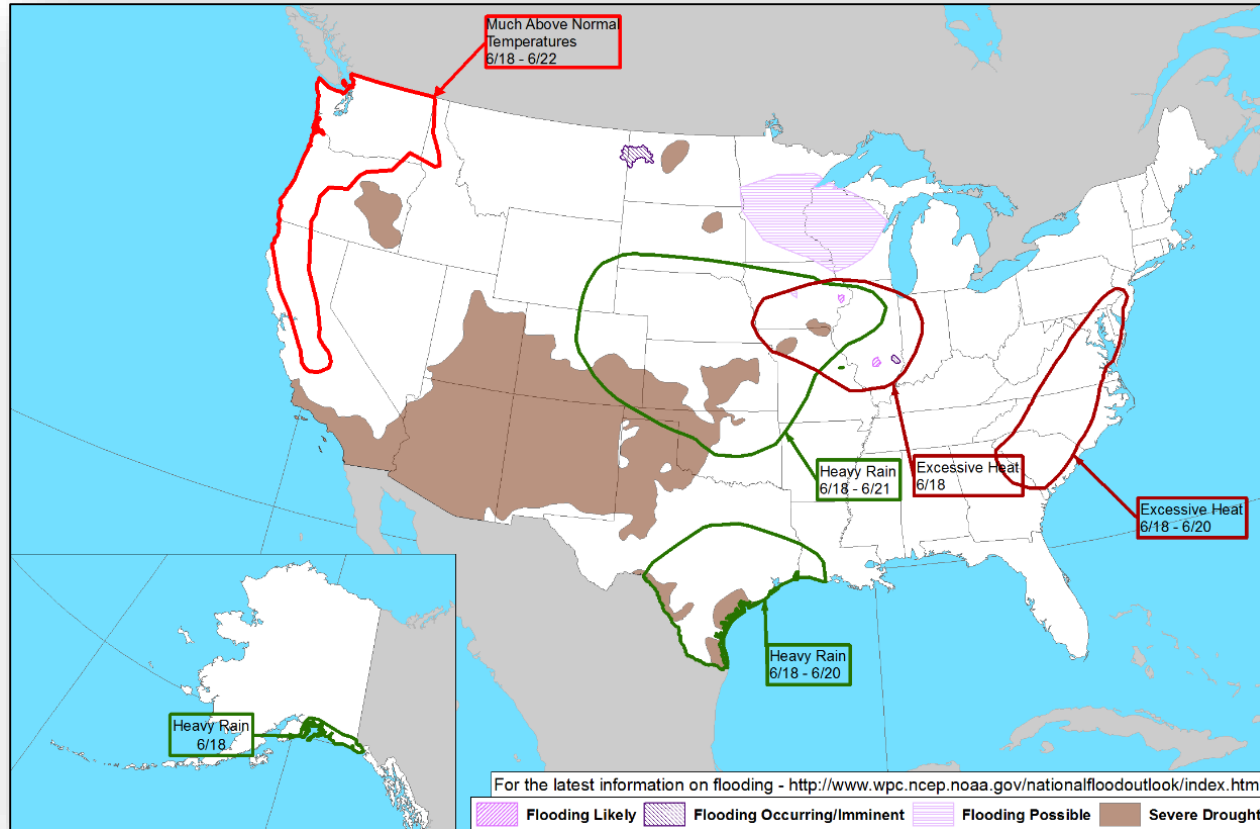 Much Above Normal
Temperatures
6/18 - 6/22
Heavy Rain
6/18 - 6/21
Excessive Heat
6/18
Excessive Heat
6/18 - 6/20
Heavy Rain
6/18 - 6/20
Heavy Rain
6/18
For the latest information on flooding - http://www.wpc.ncep.noaa.gov/nationalfloodoutlook/index.htm
Flooding Likely Flooding Occurring/Imminent Flooding Possible Severe Drought